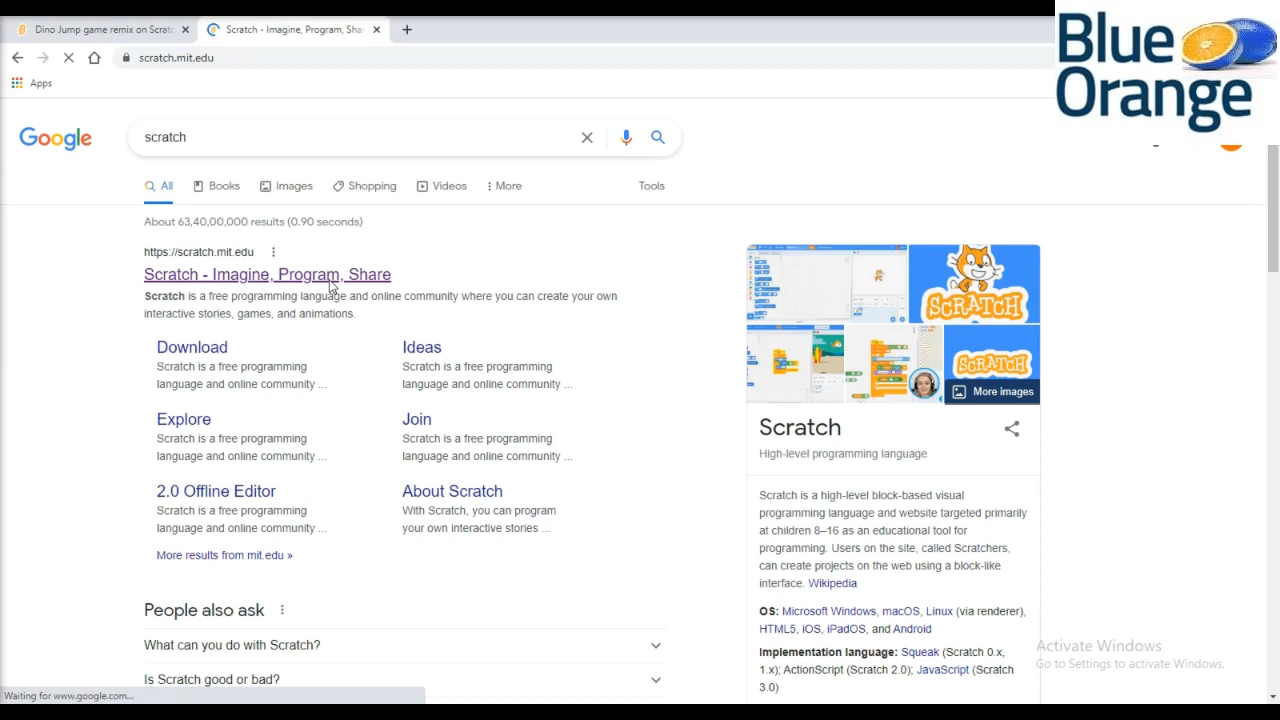 Dino Jump game remix on Scratc
Scratch - Imagine, Program, Sha
Blue
Orange
scratch.mit.edu
Apps
Google
scratch
All
Books
Images
Shopping
Videos
More
Tools
About 63,40,00,000 results (0.90 seconds)
https://scratch.mit.edu
Scratch - Imagine, Program, Share
Scratch is a free programming language and online community where you can create your own
interactive stories, games, and animations.
Download
Scratch is a free programming
language and online community ...
Ideas
Scratch is a free programming
language and online community ...
Explore
Scratch is a free programming
language and online community ...
Join
Scratch is a free programming
language and online community ...
2.0 Offline Editor
Scratch is a free programming
language and online community ...
About Scratch
With Scratch, you can program
your own interactive stories ...
More results from mit.edu »
People also ask
What can you do with Scratch?
Is Scratch good or bad?
Waiting for www.google.com...
SCRATCH
SCRATCH
More images
Scratch
High-level programming language
Scratch is a high-level block-based visual
programming language and website targeted primarily
at children 8–16 as an educational tool for
programming. Users on the site, called Scratchers,
can create projects on the web using a block-like
interface. Wikipedia
OS: Microsoft Windows, macOS, Linux (via renderer),
HTML5, iOS, iPadOS, and Android
Implementation language: Squeak (Scratch 0.x,
1.x); ActionScript (Scratch 2.0); JavaScript (Scratch
3.0)
Activate Windows
Go to Settings to activate Windows.